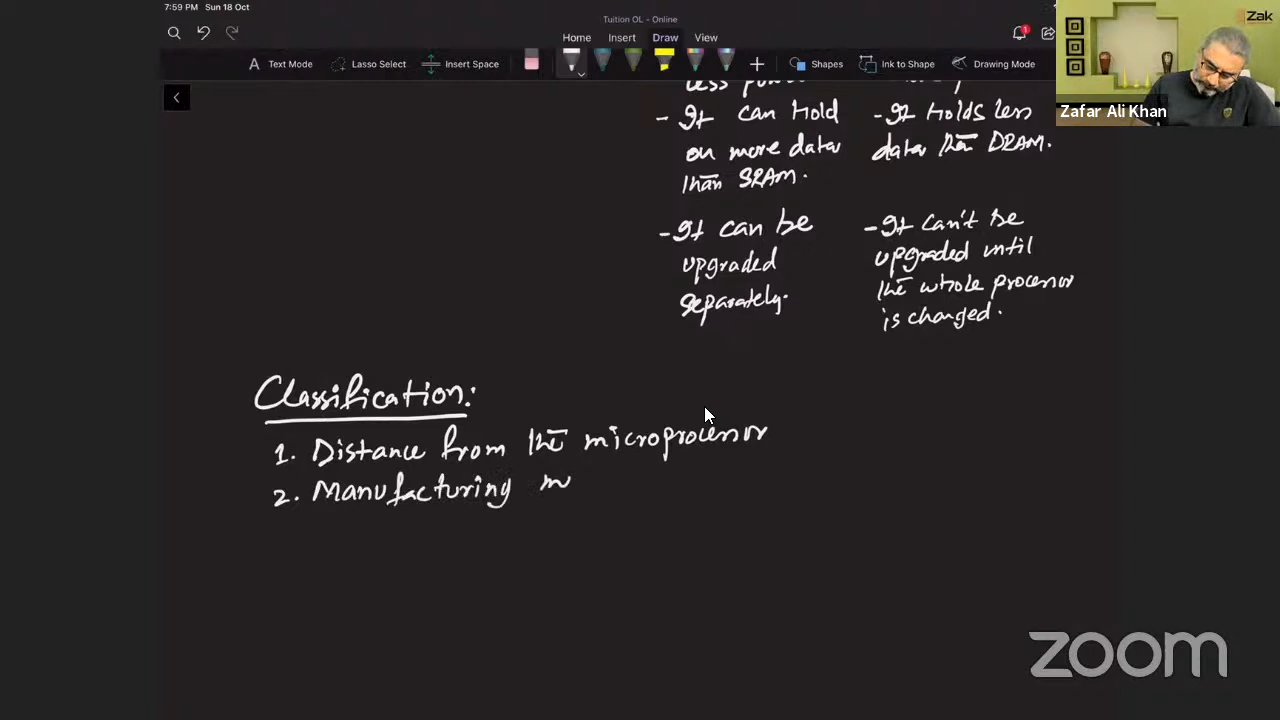 7:59 PM Sun 18 Oct
Tuition OL - Online
Home Insert Draw View
Text Mode Lasso Select Insert Space Shapes Ink to Shape Drawing Mode
Zak
Zafar Ali Khan
less power
- It can Hold
on more data
than SRAM.
- It Holds less
data than DRAM.
- It can be
upgraded
separately.
- It can't be
upgraded until
the whole processor
is changed.
Classification:
1. Distance from the microprocessor
2. Manufacturing m
zoom